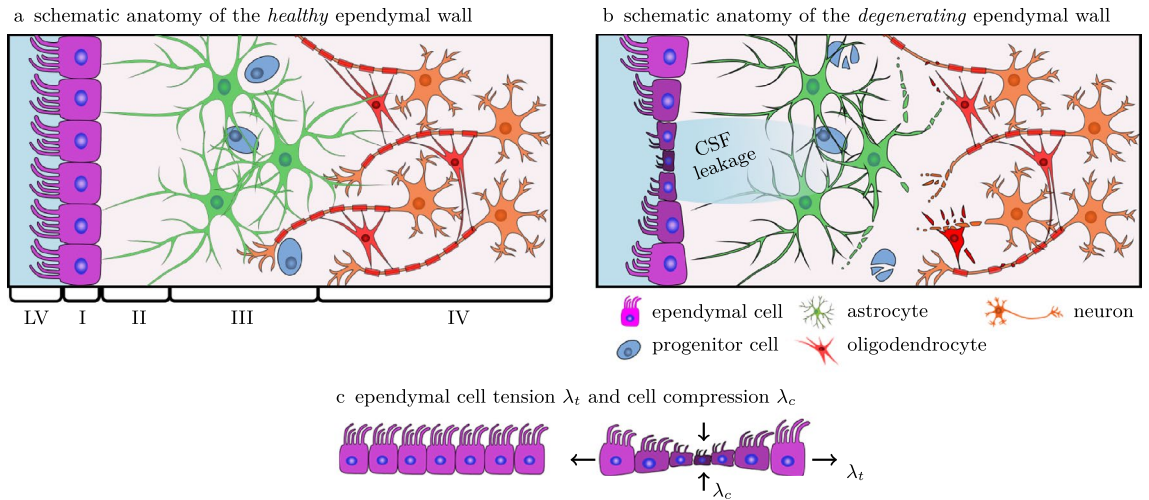 a schematic anatomy of the healthy ependymal wall
b schematic anatomy of the degenerating ependymal wall
CSF
leakage
LV I II III IV
ependymal cell
astrocyte
neuron
progenitor cell
oligodendrocyte
c ependymal cell tension λt and cell compression λc
λt
λc